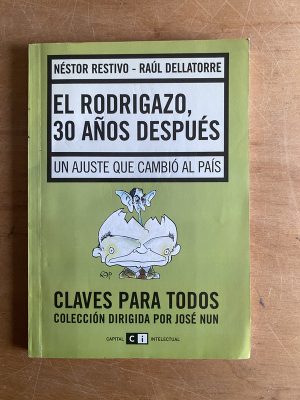 NÉSTOR RESTIVO - RAÚL DELLATORRE
EL RODRIGAZO,
30 AÑOS DESPUÉS
UN AJUSTE QUE CAMBIÓ AL PAÍS
CLAVES PARA TODOS
COLECCIÓN DIRIGIDA POR JOSÉ NUN
CAPITAL Ci INTELECTUAL